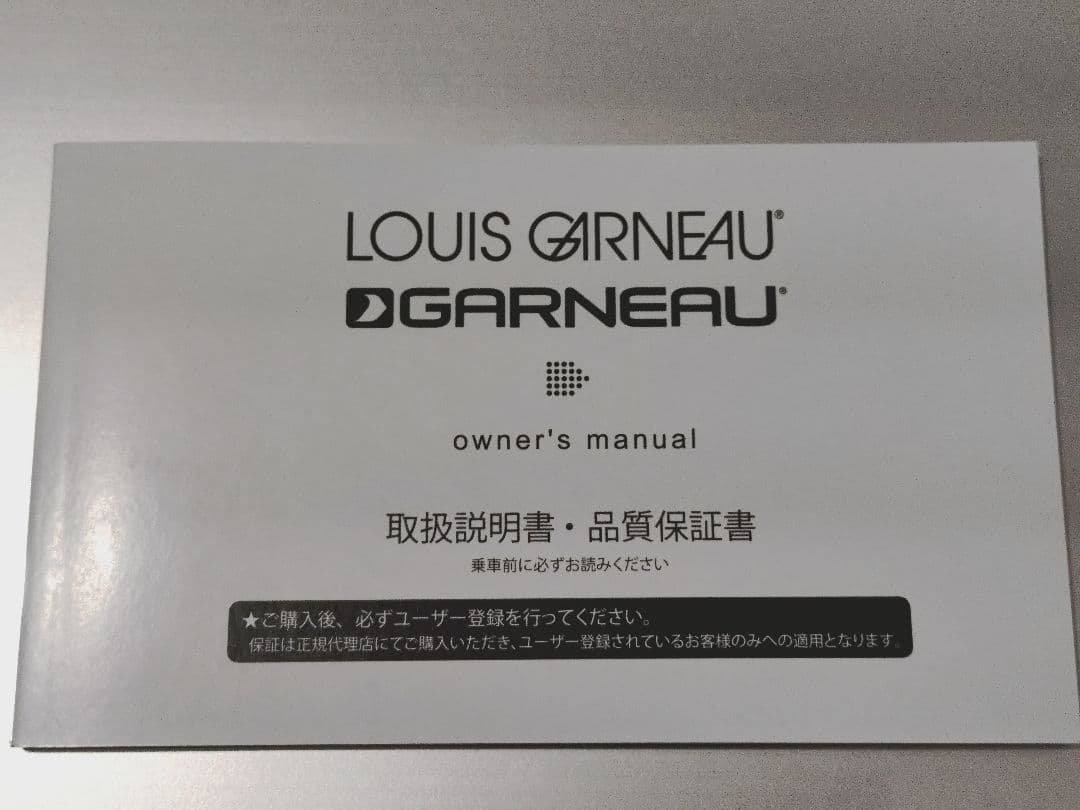 LOUIS GARNEAU®
GARNEAU®
owner's manual
取扱説明書・品質保証書
乗車前に必ずお読みください
★ご購入後、必ずユーザー登録を行ってください。
保証は正規代理店にてご購入いただき、ユーザー登録されているお客様のみへの適用となります。